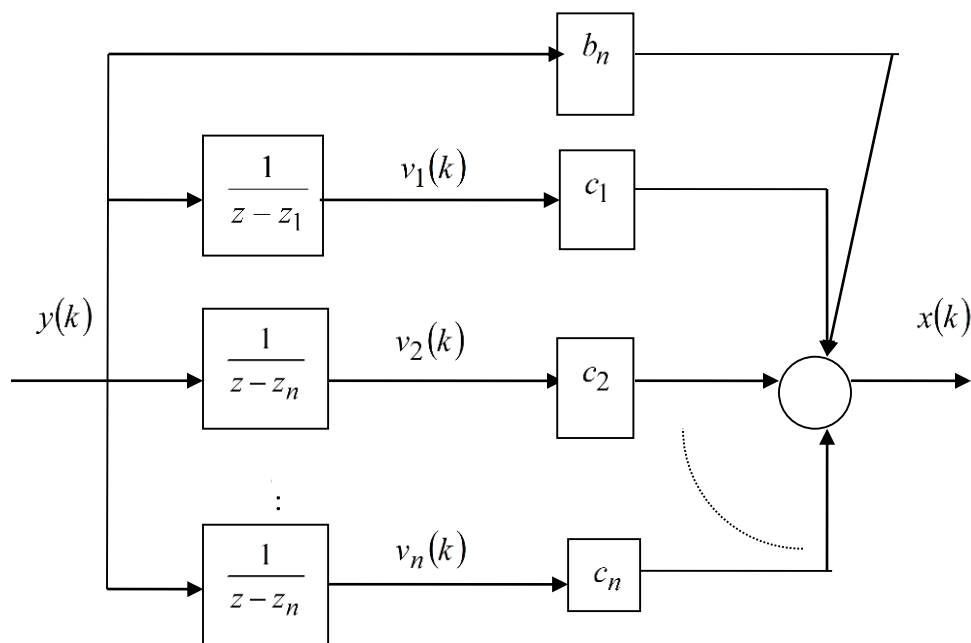 b_n
1/(z − z_1)
v_1(k)
c_1
y(k)
1/(z − z_n)
v_2(k)
c_2
x(k)
⋮
1/(z − z_n)
v_n(k)
c_n